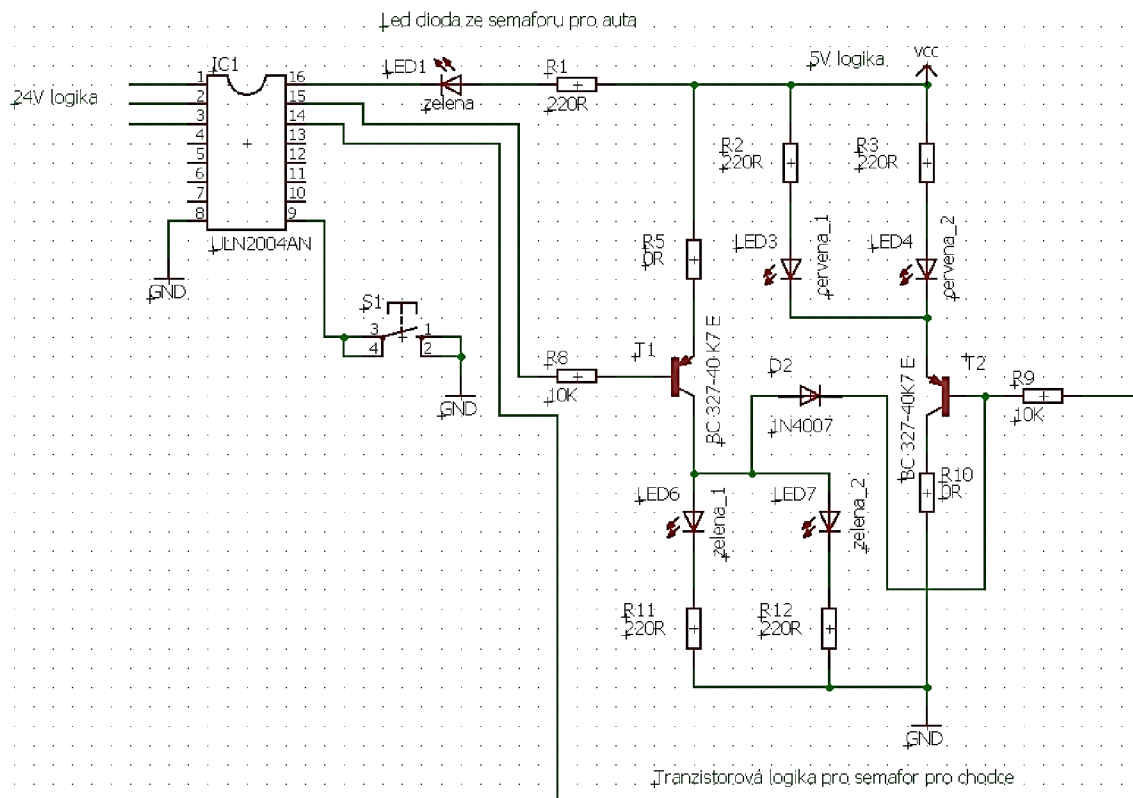 Led dioda ze semaforu pro auta
24V logika
IC1
1
2
3
4
5
6
7
8
16
15
14
13
12
11
10
9
ULN2004AN
GND
LED1
zelena
R1
220R
5V logika
VCC
R2
220R
R3
220R
R5
0R
LED3
cervena_1
LED4
cervena_2
S1
3
4
1
2
GND
R8
10K
T1
BC 327-40 K7 E
D2
1N4007
T2
BC 327-40K7 E
R9
10K
R10
0R
LED6
zelena_1
LED7
zelena_2
R11
220R
R12
220R
GND
Tranzistorová logika pro semafor pro chodce